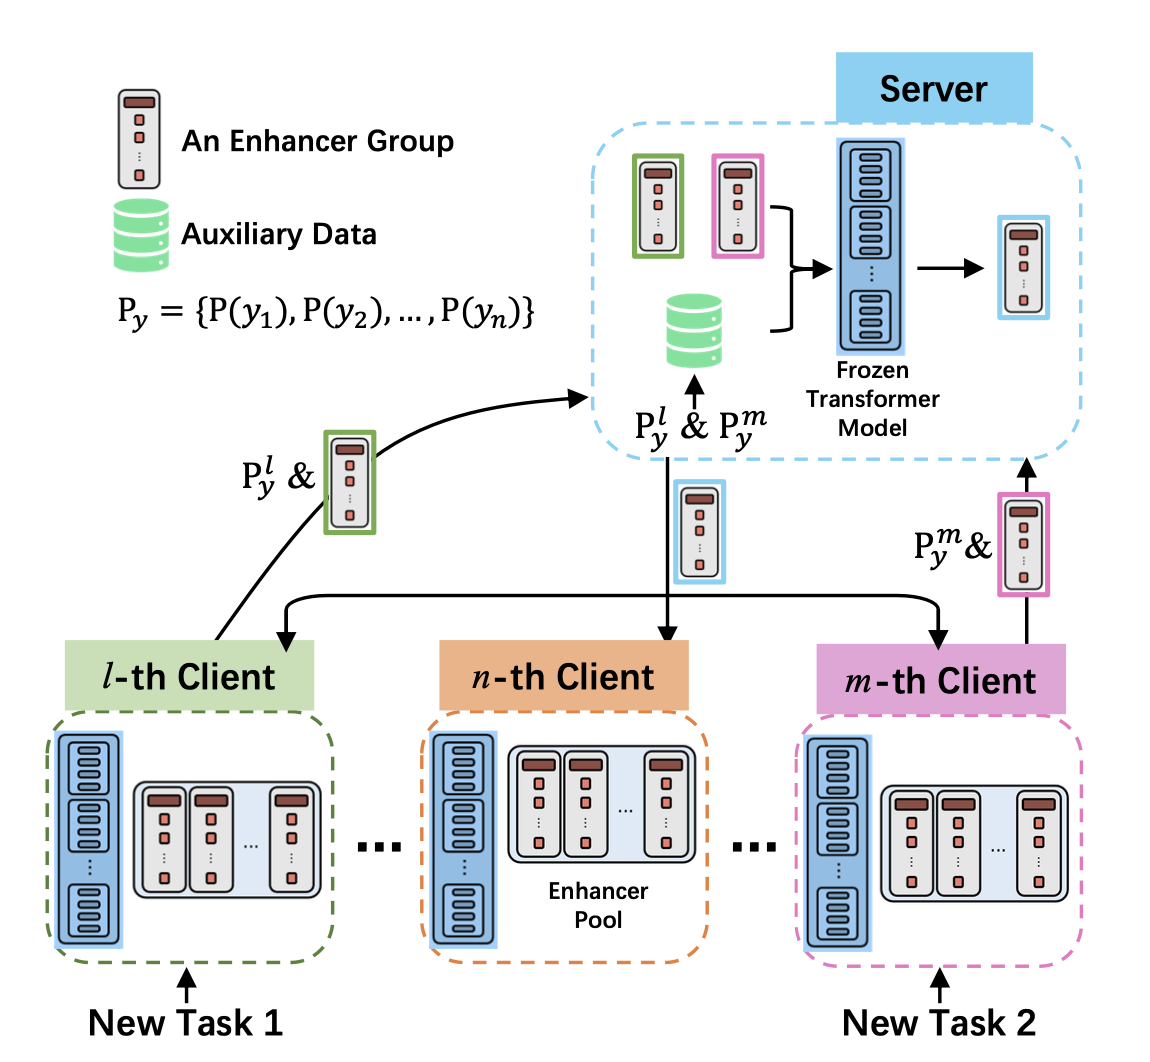 Server
An Enhancer Group
Auxiliary Data
P_y = {P(y_1), P(y_2), ... , P(y_n)}
...
Frozen
Transformer
Model
P_y^l & P_y^m
P_y^l &
P_y^m &
l-th Client
n-th Client
m-th Client
...
...
...
...
...
Enhancer
Pool
New Task 1
New Task 2